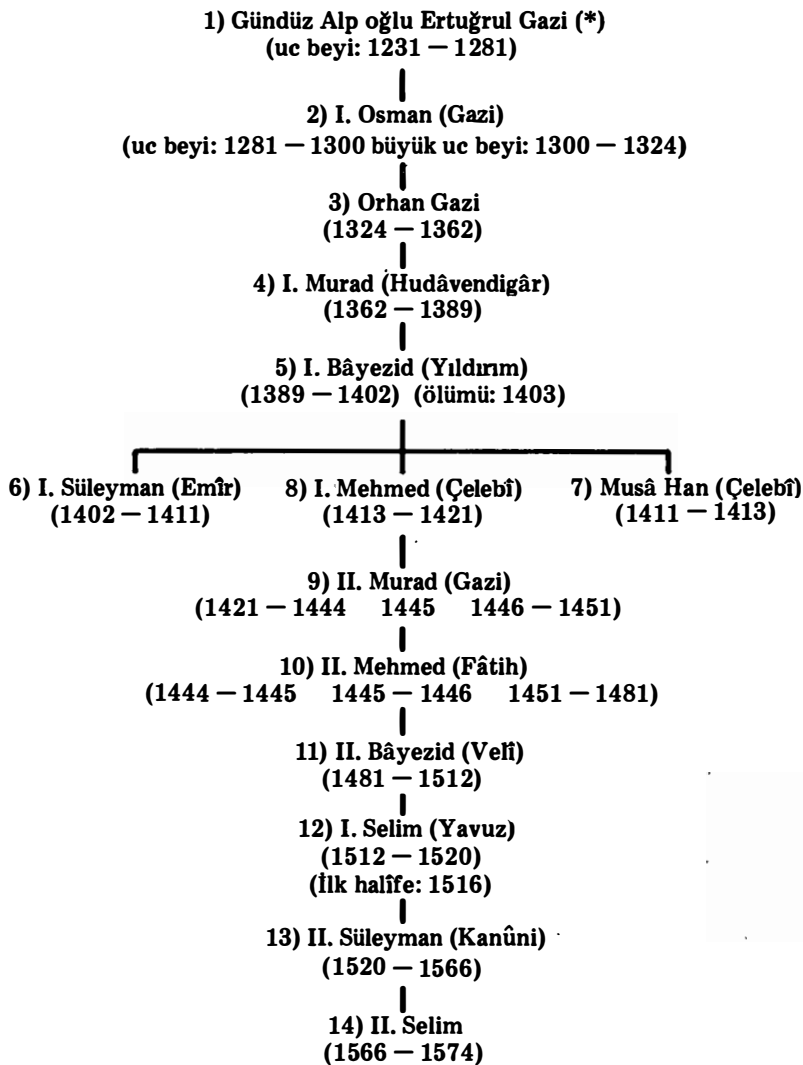 1) Gündüz Alp oğlu Ertuğrul Gazi (*)
(uc beyi: 1231 — 1281)
2) I. Osman (Gazi)
(uc beyi: 1281 — 1300 büyük uc beyi: 1300 — 1324)
3) Orhan Gazi
(1324 — 1362)
4) I. Murad (Hudâvendigâr)
(1362 — 1389)
5) I. Bâyezid (Yıldırım)
(1389 — 1402) (ölümü: 1403)
6) I. Süleyman (Emîr) 8) I. Mehmed (Çelebî) 7) Musâ Han (Çelebî)
(1402 — 1411) (1413 — 1421) (1411 — 1413)
9) II. Murad (Gazi)
(1421 — 1444 1445 1446 — 1451)
10) II. Mehmed (Fâtih)
(1444 — 1445 1445 — 1446 1451 — 1481)
11) II. Bâyezid (Velî)
(1481 — 1512)
12) I. Selim (Yavuz)
(1512 — 1520)
(İlk halîfe: 1516)
13) II. Süleyman (Kanûni)
(1520 — 1566)
14) II. Selim
(1566 — 1574)